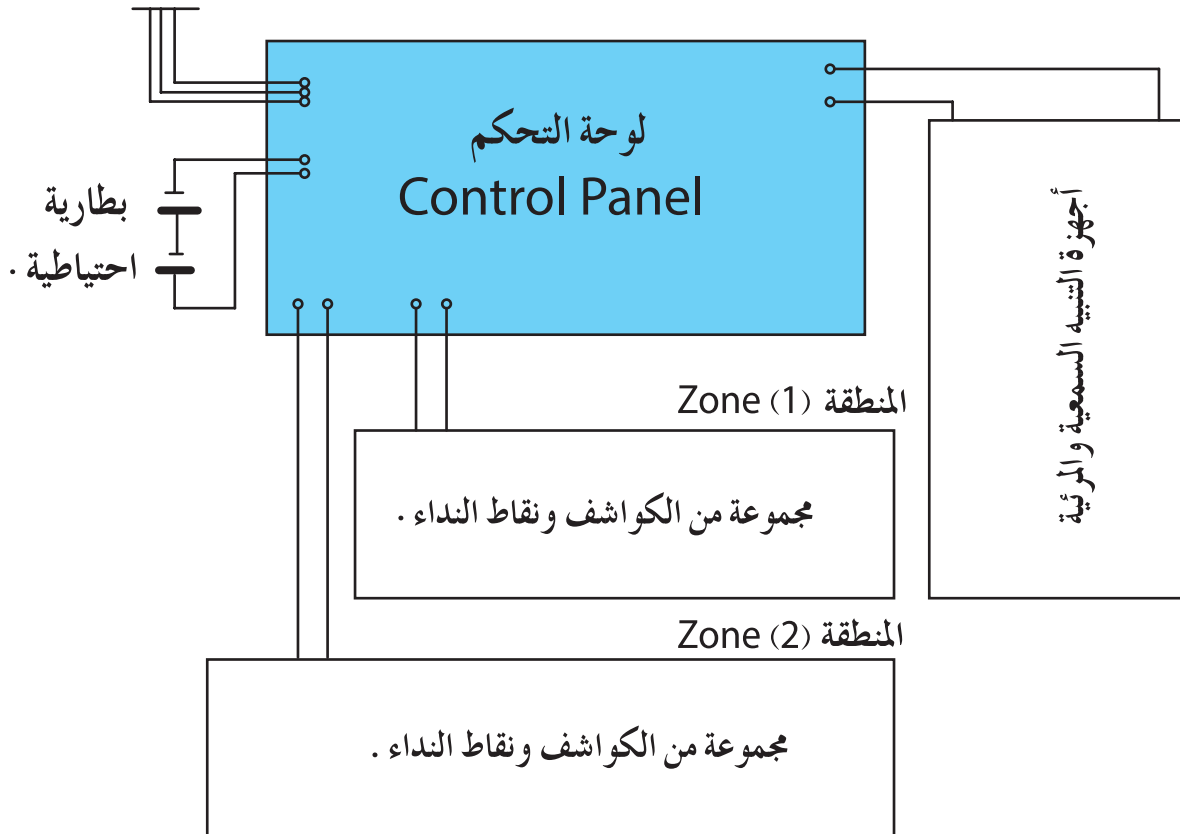 لوحة التحكم
Control Panel
بطارية
احتياطية .
أجهزة التنبيه السمعية والمرئية
المنطقة Zone (1)
مجموعة من الكواشف ونقاط النداء .
المنطقة Zone (2)
مجموعة من الكواشف ونقاط النداء .